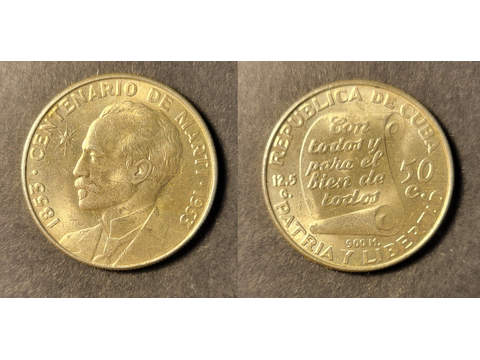 1853 · CENTENARIO DE MARTI · 1953
REPUBLICA DE CUBA
Con
todos y
para el
bien de
todos
12,5
50
C.
900 M.
PATRIA Y LIBERTAD